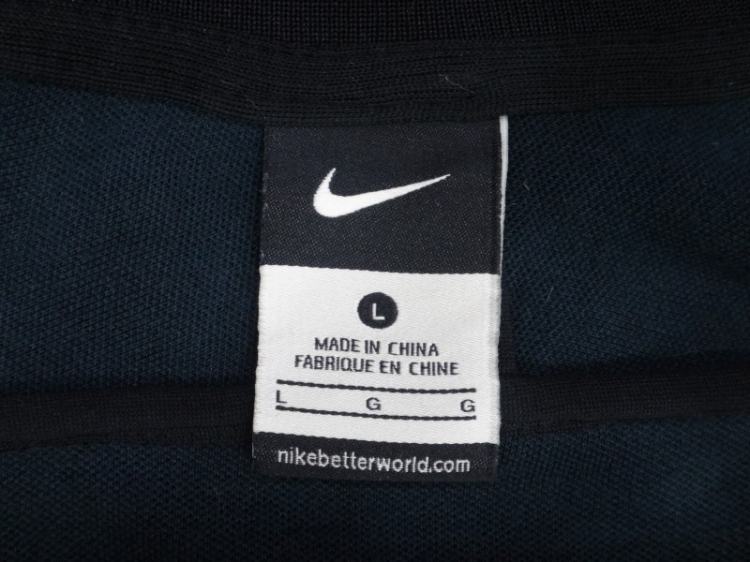 L
MADE IN CHINA
FABRIQUE EN CHINE
L G G
nikebetterworld.com